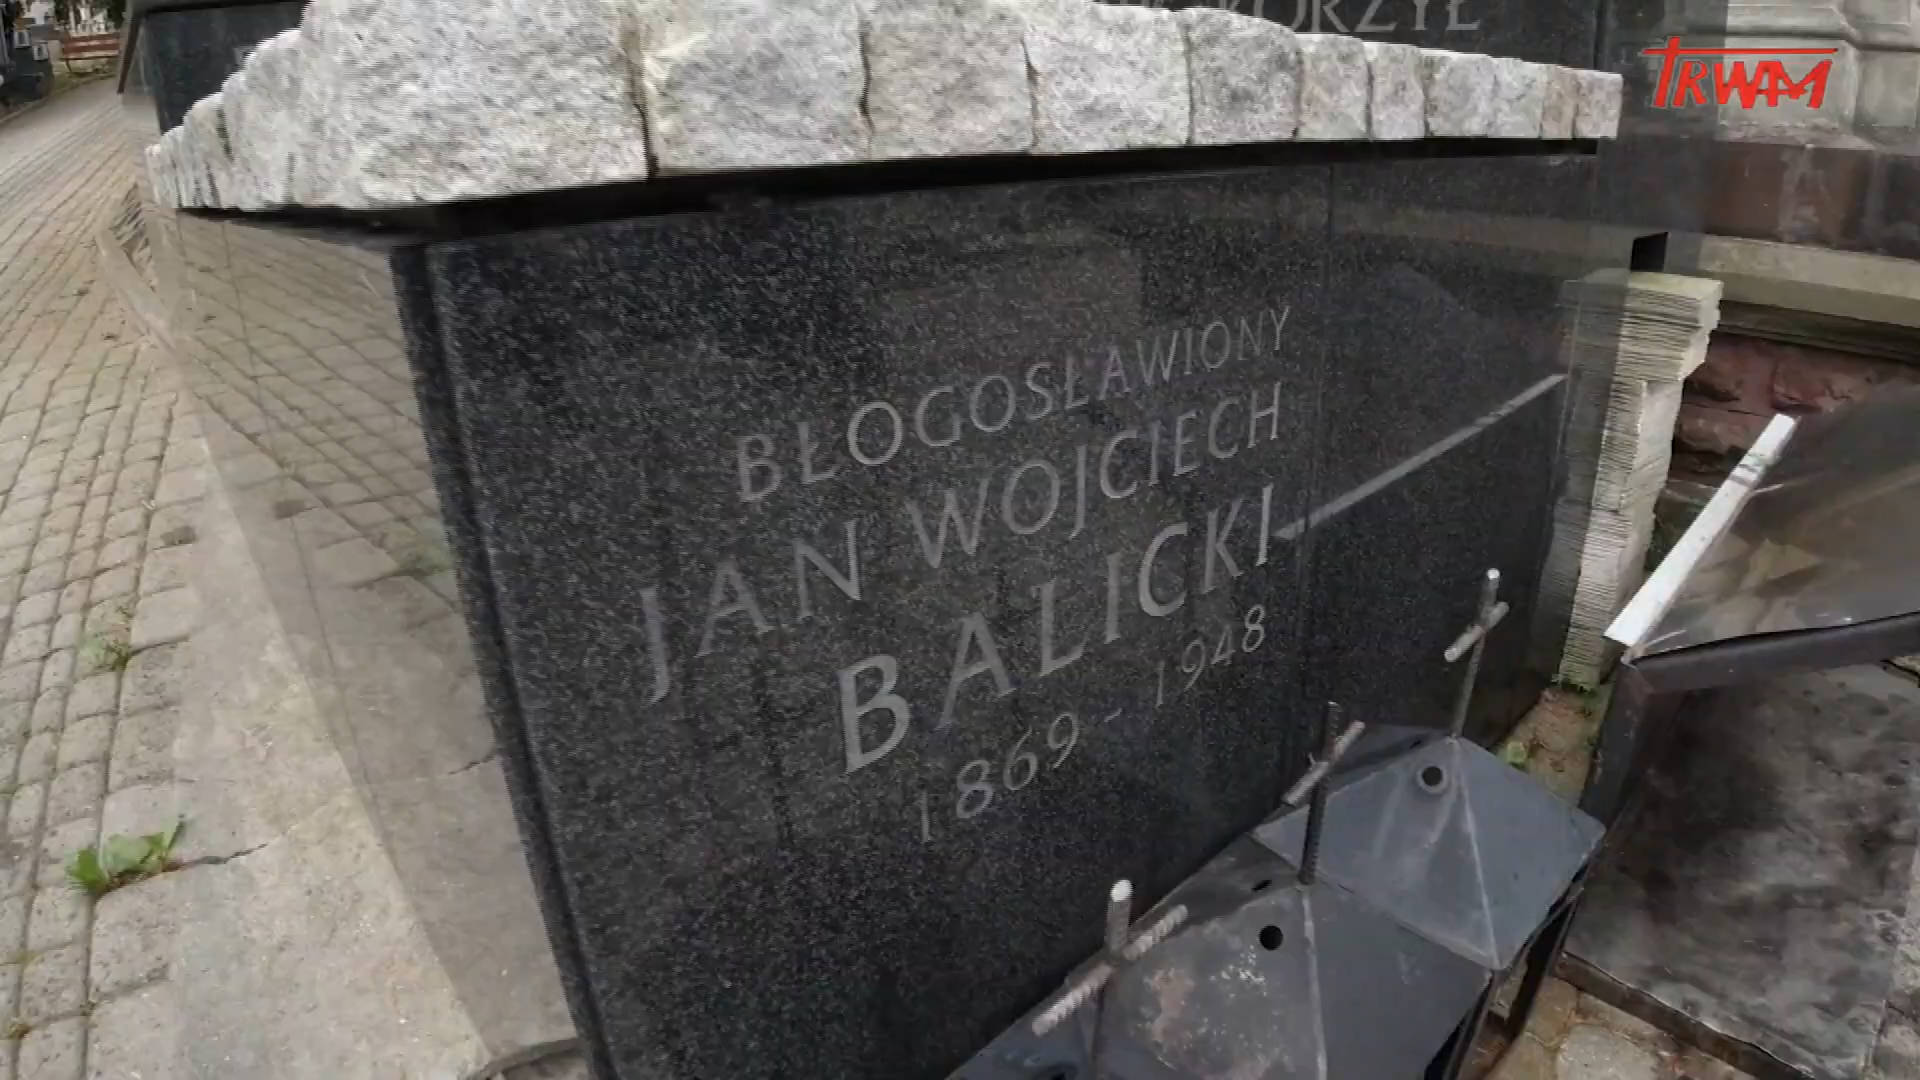 TRWAM
BŁOGOSŁAWIONY
JAN WOJCIECH
BALICKI
1869 - 1948